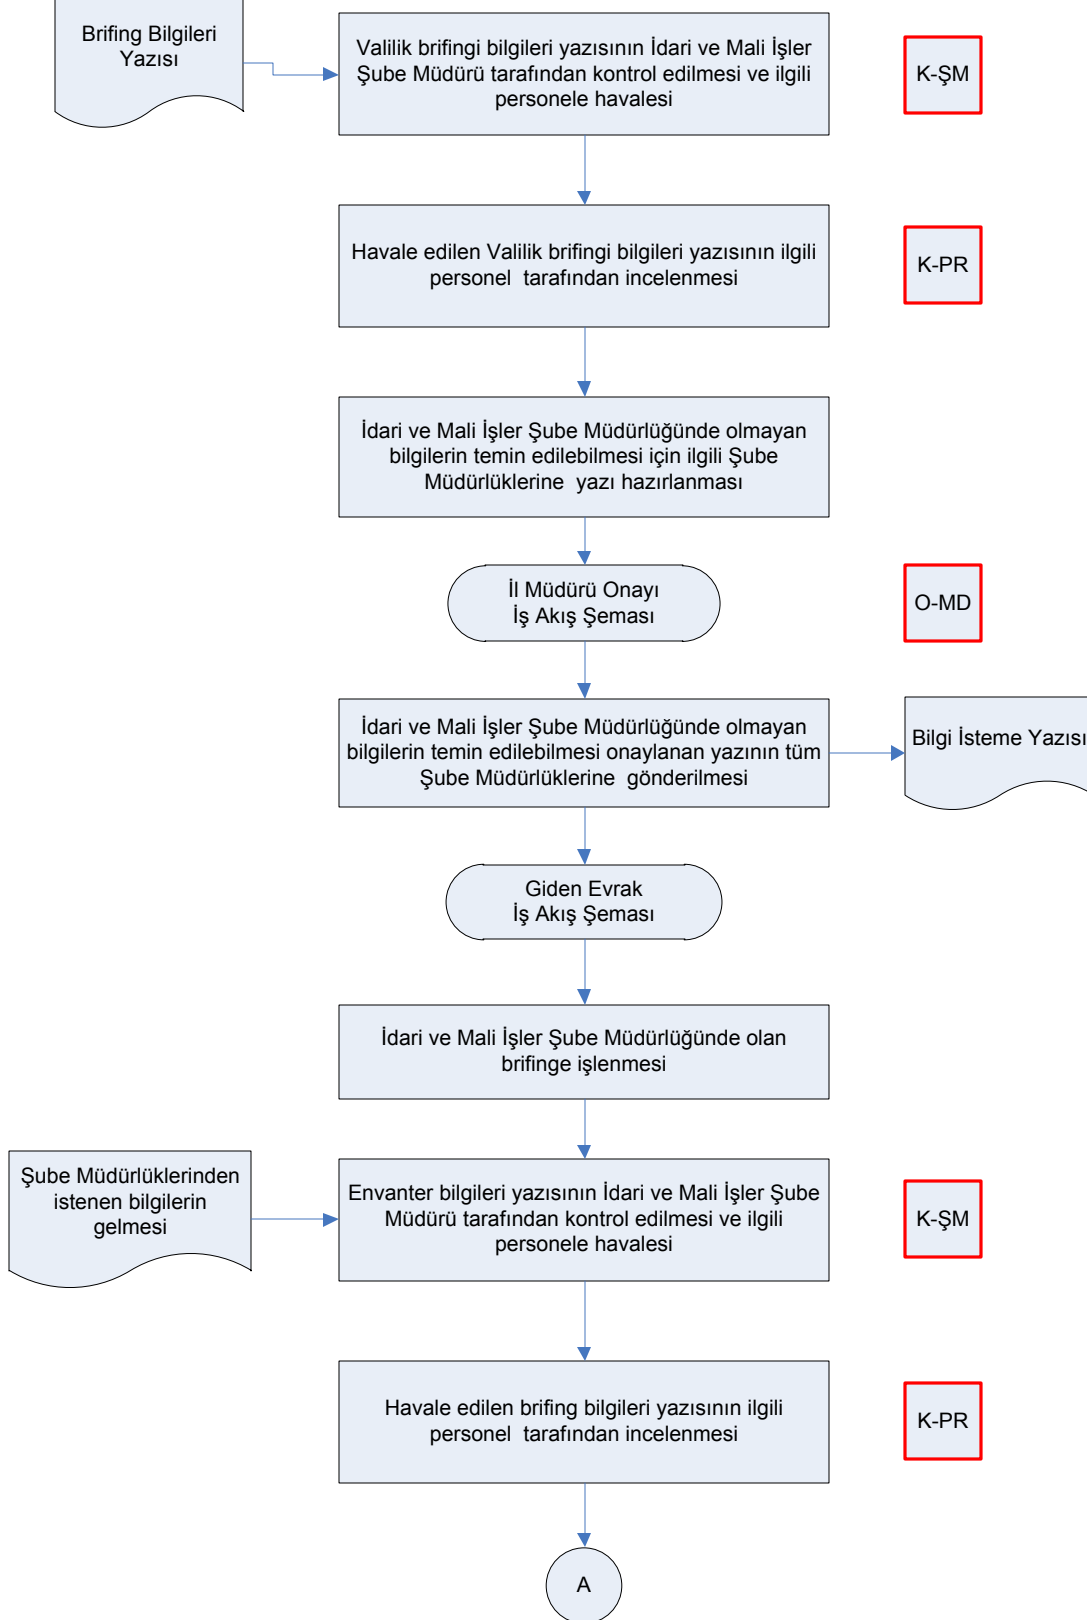 Brifing Bilgileri
Yazısı
Valilik brifingi bilgileri yazısının İdari ve Mali İşler
Şube Müdürü tarafından kontrol edilmesi ve ilgili
personele havalesi
K-ŞM
Havale edilen Valilik brifingi bilgileri yazısının ilgili
personel tarafından incelenmesi
K-PR
İdari ve Mali İşler Şube Müdürlüğünde olmayan
bilgilerin temin edilebilmesi için ilgili Şube
Müdürlüklerine yazı hazırlanması
İl Müdürü Onayı
İş Akış Şeması
O-MD
İdari ve Mali İşler Şube Müdürlüğünde olmayan
bilgilerin temin edilebilmesi onaylanan yazının tüm
Şube Müdürlüklerine gönderilmesi
Bilgi İsteme Yazısı
Giden Evrak
İş Akış Şeması
İdari ve Mali İşler Şube Müdürlüğünde olan
brifinge işlenmesi
Şube Müdürlüklerinden
istenen bilgilerin
gelmesi
Envanter bilgileri yazısının İdari ve Mali İşler Şube
Müdürü tarafından kontrol edilmesi ve ilgili
personele havalesi
K-ŞM
Havale edilen brifing bilgileri yazısının ilgili
personel tarafından incelenmesi
K-PR
A